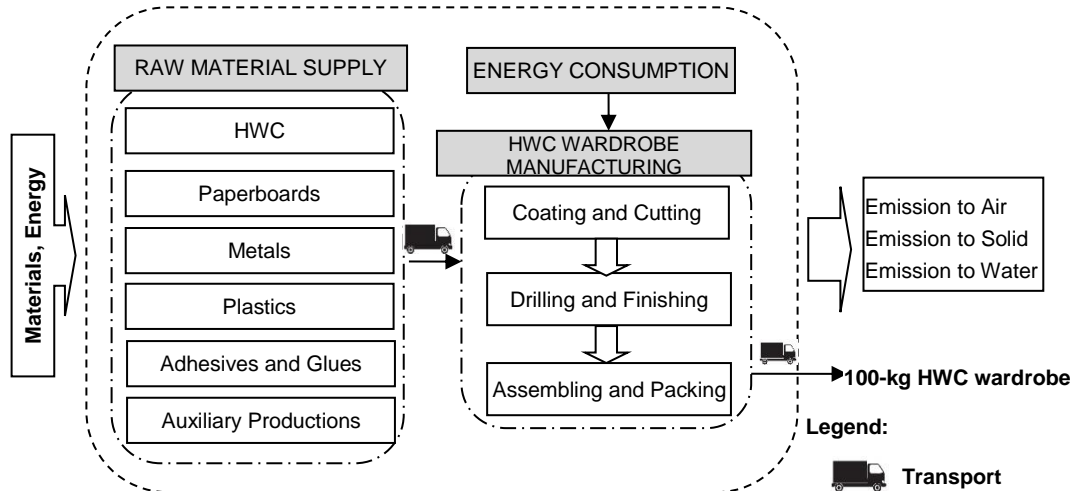 Materials, Energy
RAW MATERIAL SUPPLY
HWC
Paperboards
Metals
Plastics
Adhesives and Glues
Auxiliary Productions
ENERGY CONSUMPTION
HWC WARDROBE
MANUFACTURING
Coating and Cutting
Drilling and Finishing
Assembling and Packing
Emission to Air
Emission to Solid
Emission to Water
100-kg HWC wardrobe
Legend:
Transport